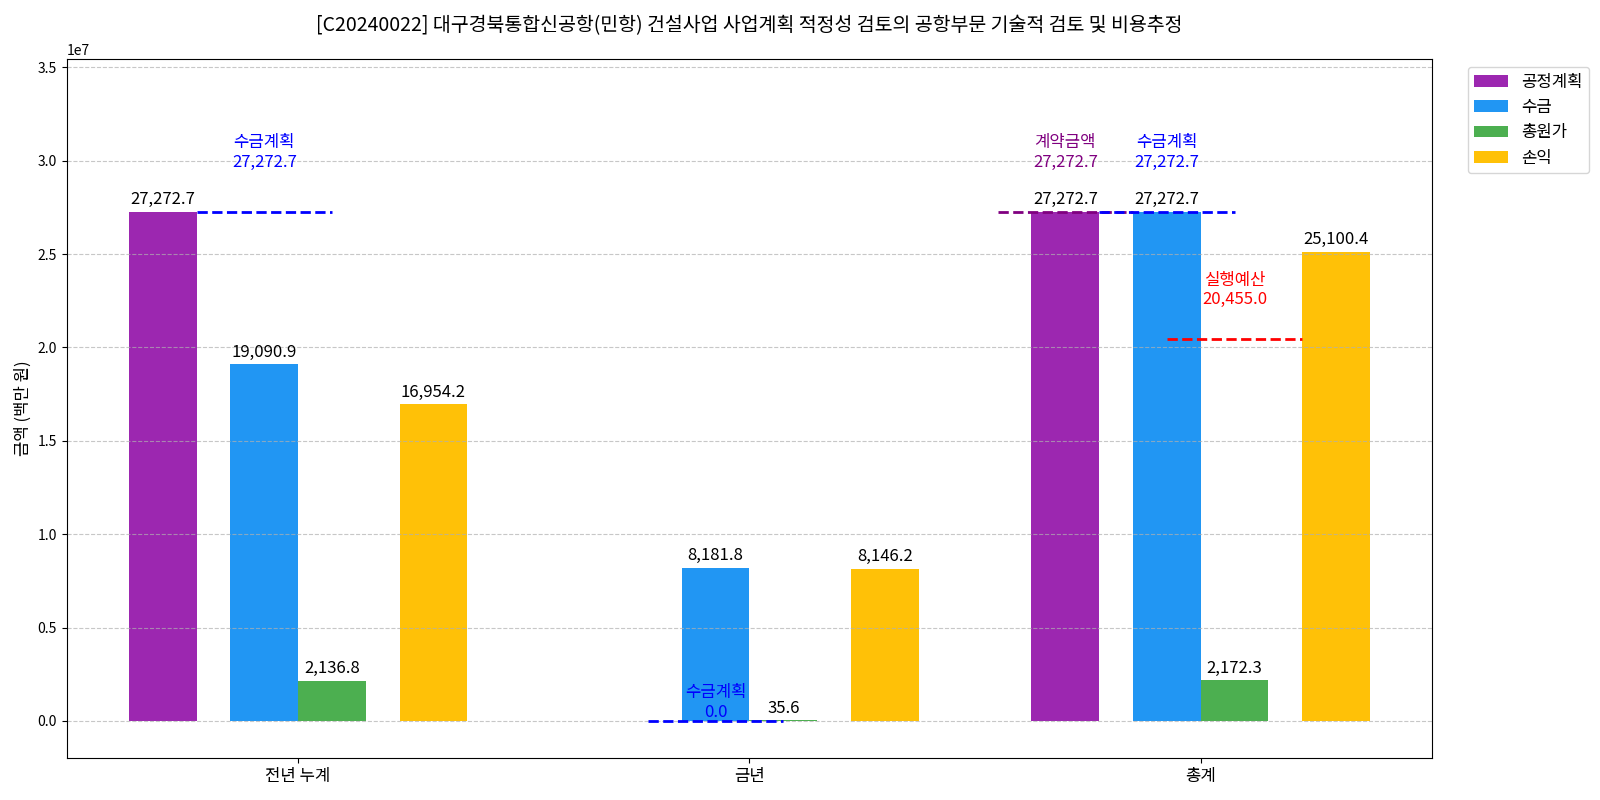 [C20240022] 대구경북통합신공항(민항) 건설사업 사업계획 적정성 검토의 공항부문 기술적 검토 및 비용추정
1e7
3.5
3.0
2.5
2.0
1.5
1.0
0.5
0.0
금액 (백만 원)
수금계획
27,272.7
27,272.7
19,090.9
2,136.8
16,954.2
8,181.8
수금계획
0.0
35.6
8,146.2
계약금액
27,272.7
수금계획
27,272.7
27,272.7
27,272.7
실행예산
20,455.0
2,172.3
25,100.4
전년 누계
금년
총계
공정계획
수금
총원가
손익